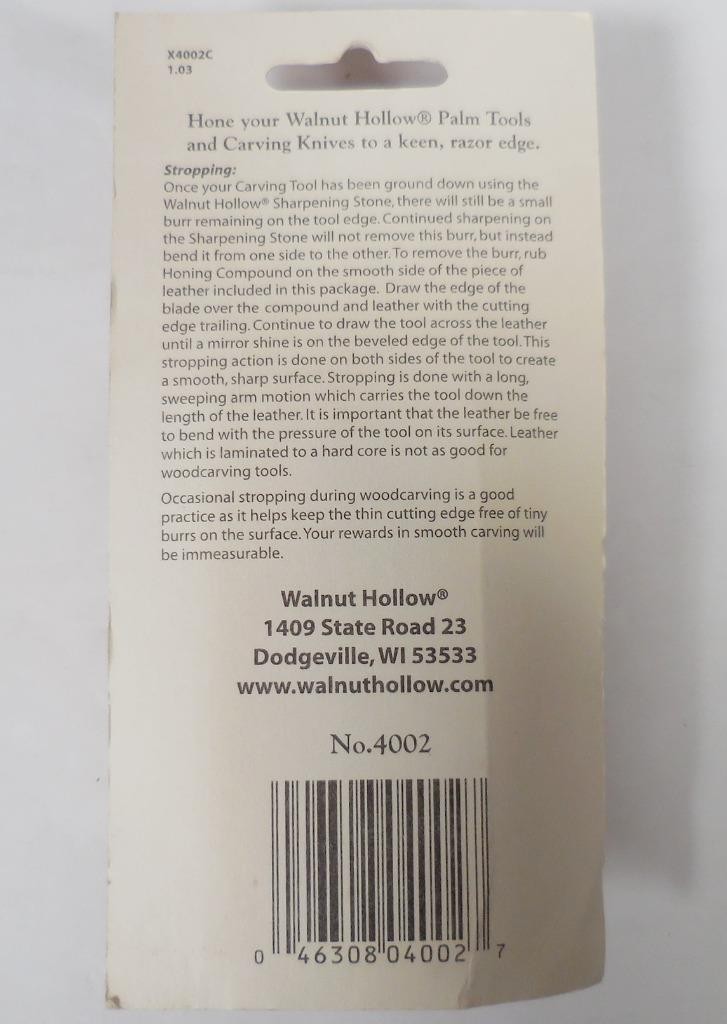 X4002C
1.03
Hone your Walnut Hollow® Palm Tools
and Carving Knives to a keen, razor edge.
Stropping:
Once your Carving Tool has been ground down using the
Walnut Hollow® Sharpening Stone, there will still be a small
burr remaining on the tool edge. Continued sharpening on
the Sharpening Stone will not remove this burr, but instead
bend it from one side to the other. To remove the burr, rub
Honing Compound on the smooth side of the piece of
leather included in this package. Draw the edge of the
blade over the compound and leather with the cutting
edge trailing. Continue to draw the tool across the leather
until a mirror shine is on the beveled edge of the tool. This
stropping action is done on both sides of the tool to create
a smooth, sharp surface. Stropping is done with a long,
sweeping arm motion which carries the tool down the
length of the leather. It is important that the leather be free
to bend with the pressure of the tool on its surface. Leather
which is laminated to a hard core is not as good for
woodcarving tools.
Occasional stropping during woodcarving is a good
practice as it helps keep the thin cutting edge free of tiny
burrs on the surface. Your rewards in smooth carving will
be immeasurable.
Walnut Hollow®
1409 State Road 23
Dodgeville, WI 53533
www.walnuthollow.com
No.4002
0 46308 04002 7